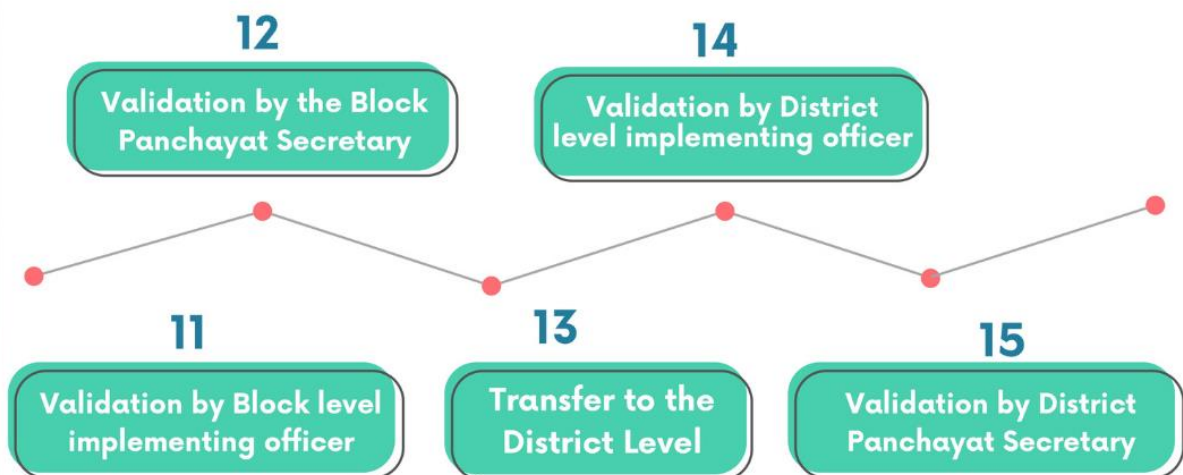 11
Validation by Block level
implementing officer
12
Validation by the Block
Panchayat Secretary
13
Transfer to the
District Level
14
Validation by District
level implementing officer
15
Validation by District
Panchayat Secretary